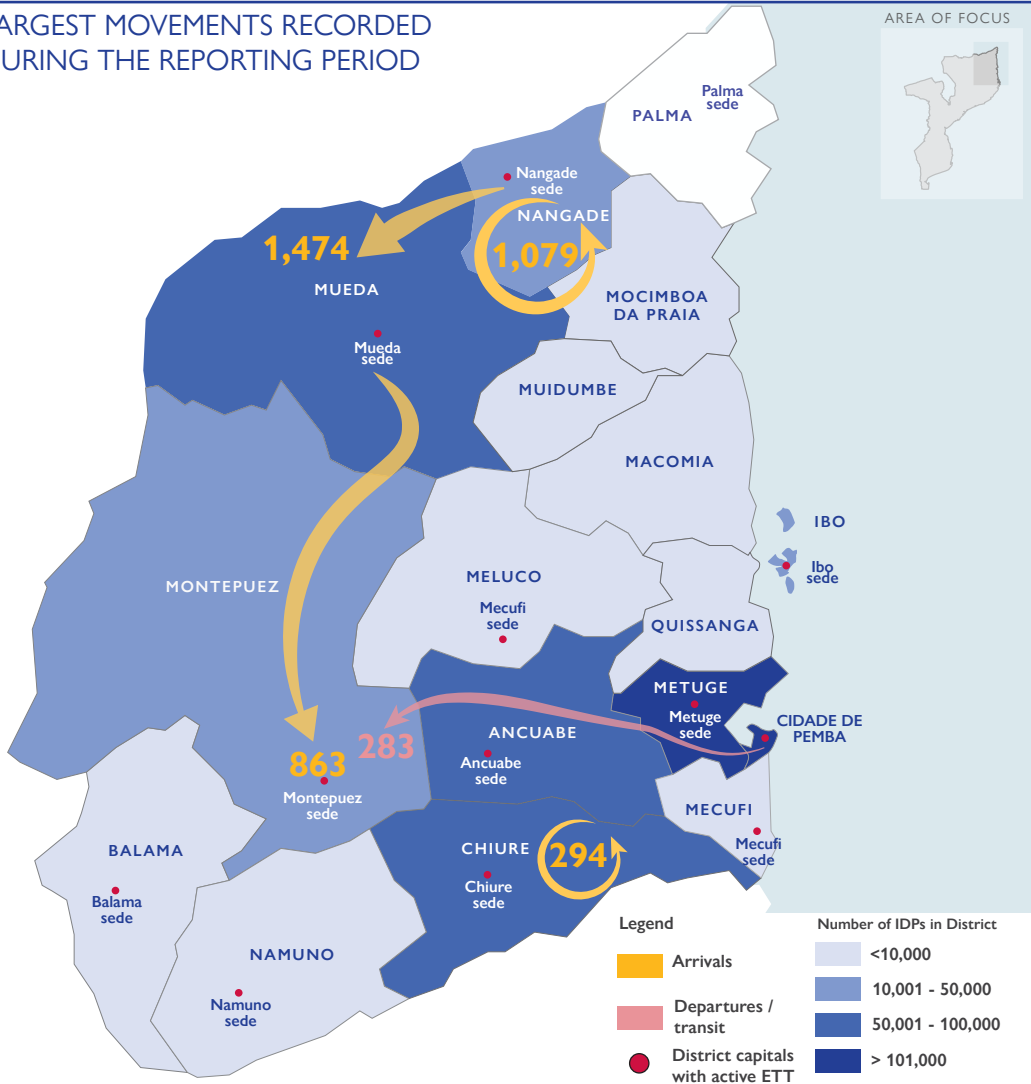 ARGEST MOVEMENTS RECORDED
URING THE REPORTING PERIOD
AREA OF FOCUS
Palma
sede
PALMA
Nangade
sede
NANGADE
1,474
1,079
MUEDA
MOCIMBOA
DA PRAIA
Mueda
sede
MUIDUMBE
MACOMIA
IBO
Ibo
sede
MONTEPUEZ
MELUCO
Mecufi
sede
QUISSANGA
METUGE
Metuge
sede
CIDADE DE
PEMBA
ANCUABE
283
863
Ancuabe
sede
Montepuez
sede
MECUFI
Mecufi
sede
BALAMA
CHIURE
294
Chiure
sede
Balama
sede
NAMUNO
Namuno
sede
Legend
Arrivals
Departures /
transit
District capitals
with active ETT
Number of IDPs in District
<10,000
10,001 - 50,000
50,001 - 100,000
> 101,000